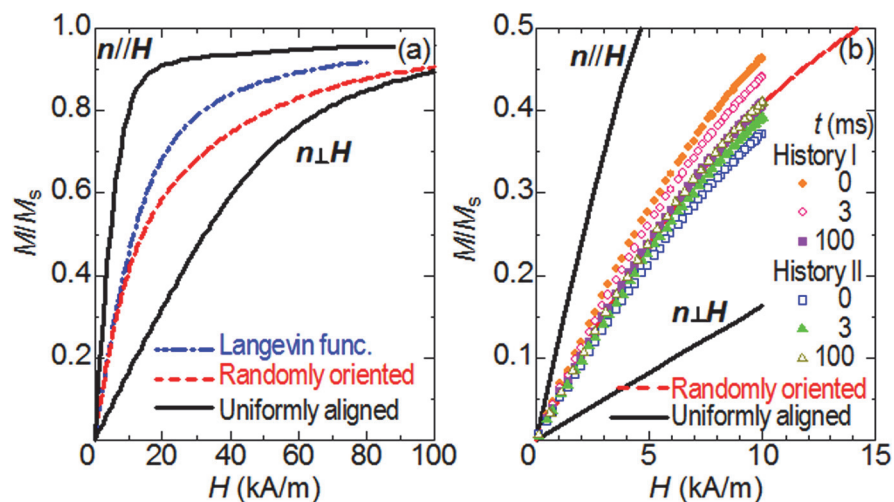 1.0
0.8
0.6
0.4
0.2
0
20
40
60
80
100
M/Ms
H (kA/m)
(a)
n//H
n⊥H
Langevin func.
Randomly oriented
Uniformly aligned
0.5
0.4
0.3
0.2
0.1
0
5
10
15
M/Ms
H (kA/m)
(b)
n//H
n⊥H
t (ms)
History I
0
3
100
History II
0
3
100
Randomly oriented
Uniformly aligned